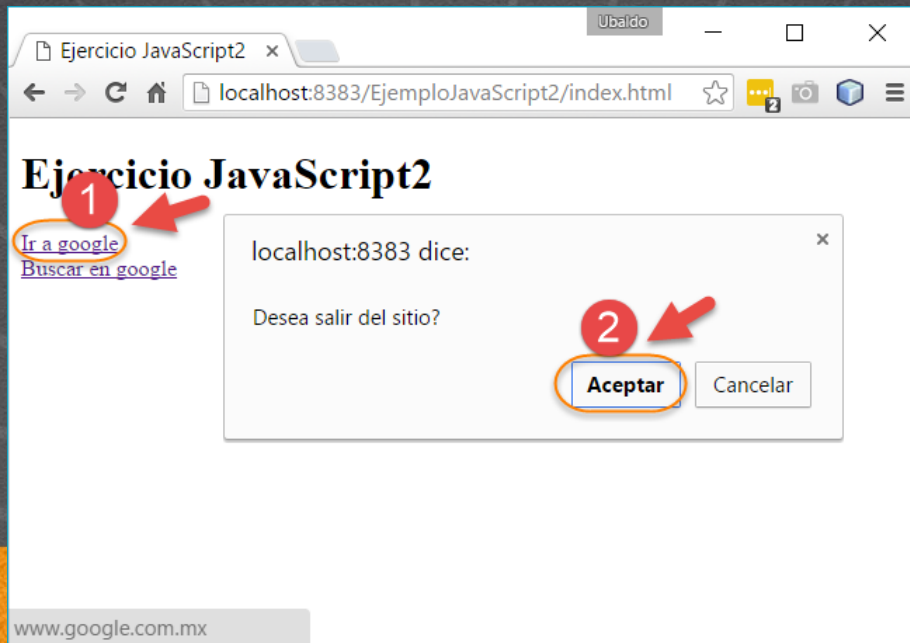 Ubaldo
Ejercicio JavaScript2
localhost:8383/EjemploJavaScript2/index.html
2
Ejercicio JavaScript2
1
Ir a google
Buscar en google
localhost:8383 dice:
Desea salir del sitio?
2
Aceptar
Cancelar
www.google.com.mx